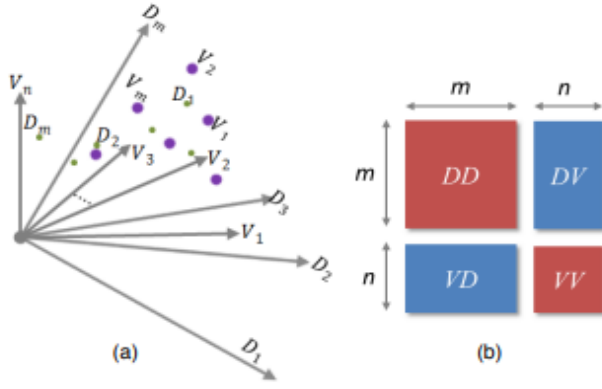 D_m
V_2
V_n
V_m
D_1
V_1
D_m
D_2
V_3
V_2
D_3
V_1
D_2
D_1
(a)
m
n
m
DD
DV
n
VD
VV
(b)